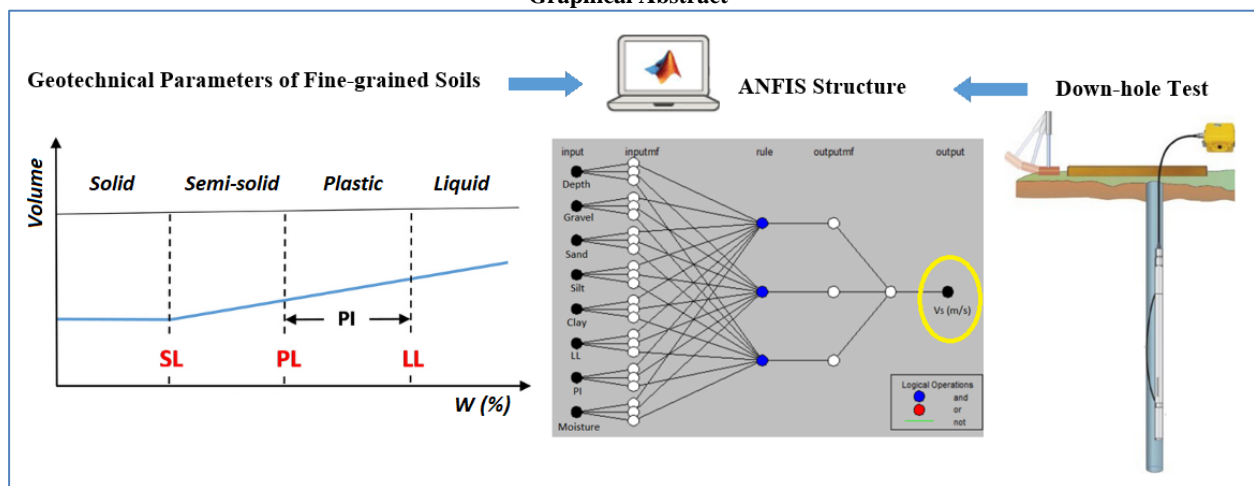 Graphical Abstract
Geotechnical Parameters of Fine-grained Soils
ANFIS Structure
Down-hole Test
Volume
Solid
Semi-solid
Plastic
Liquid
PI
SL
PL
LL
W (%)
input
inputmf
rule
outputmf
output
Depth
Gravel
Sand
Silt
Clay
LL
PI
Moisture
Vs (m/s)
Logical Operations
and
or
not